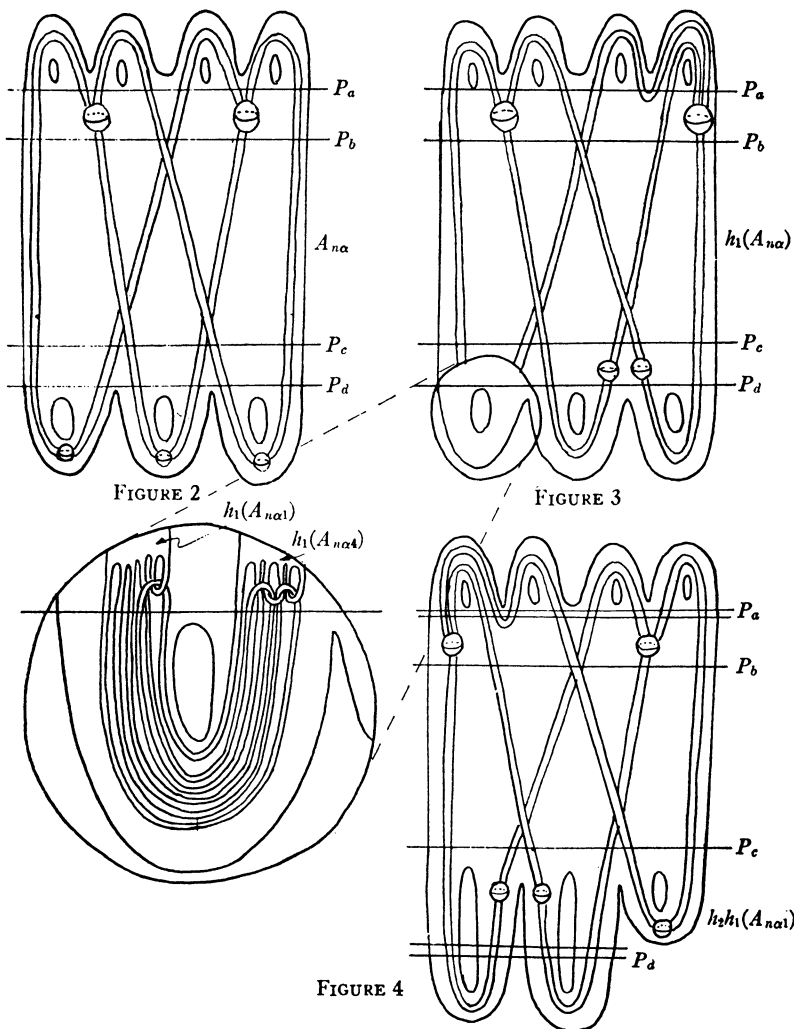 P_a
P_b
A_{nα}
P_c
P_d
FIGURE 2
P_a
P_b
h_1(A_{nα})
P_c
P_d
FIGURE 3
h_1(A_{nα1})
h_1(A_{nα4})
P_a
P_b
P_c
h_2h_1(A_{nα1})
P_d
FIGURE 4